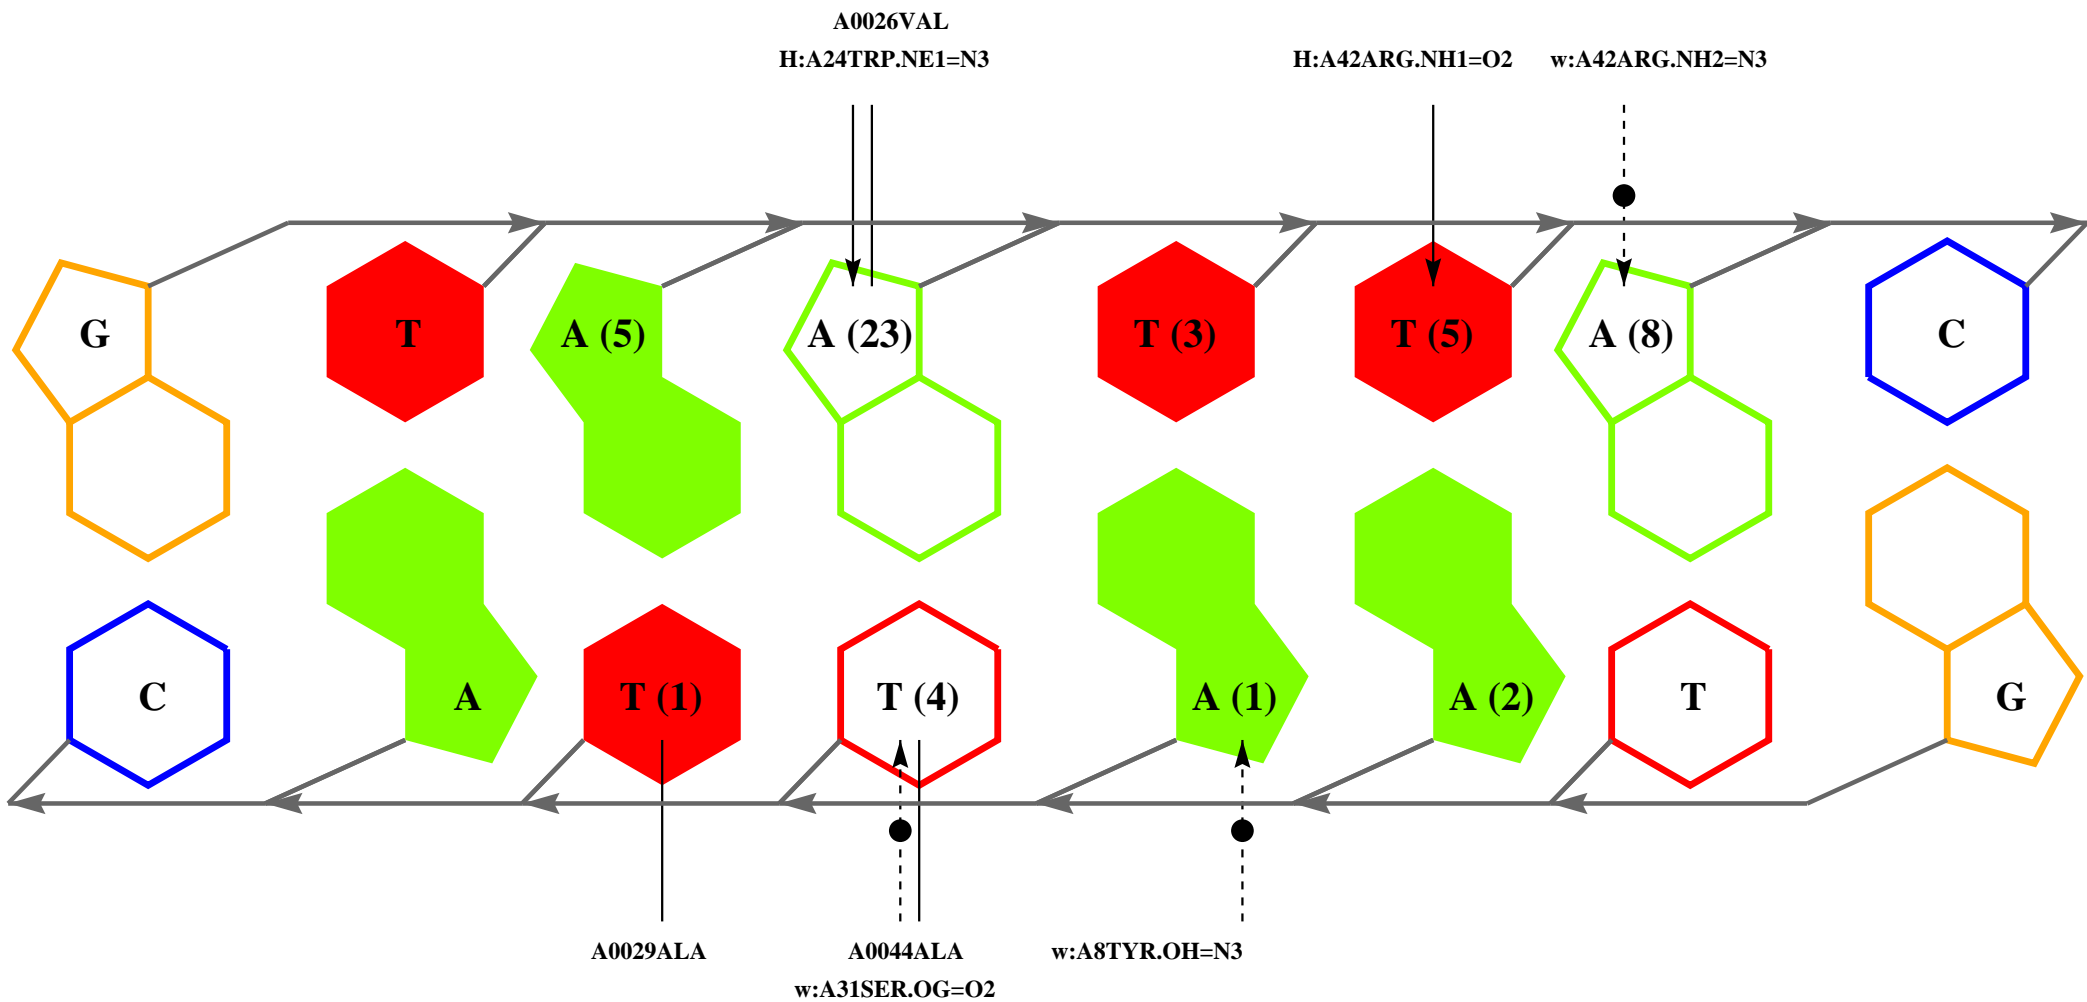 A0026VAL
H:A24TRP.NE1=N3 H:A42ARG.NH1=O2 w:A42ARG.NH2=N3
G T A (5) A (23) T (3) T (5) A (8) C
C A T (1) T (4) A (1) A (2) T G
A0029ALA A0044ALA w:A8TYR.OH=N3
w:A31SER.OG=O2